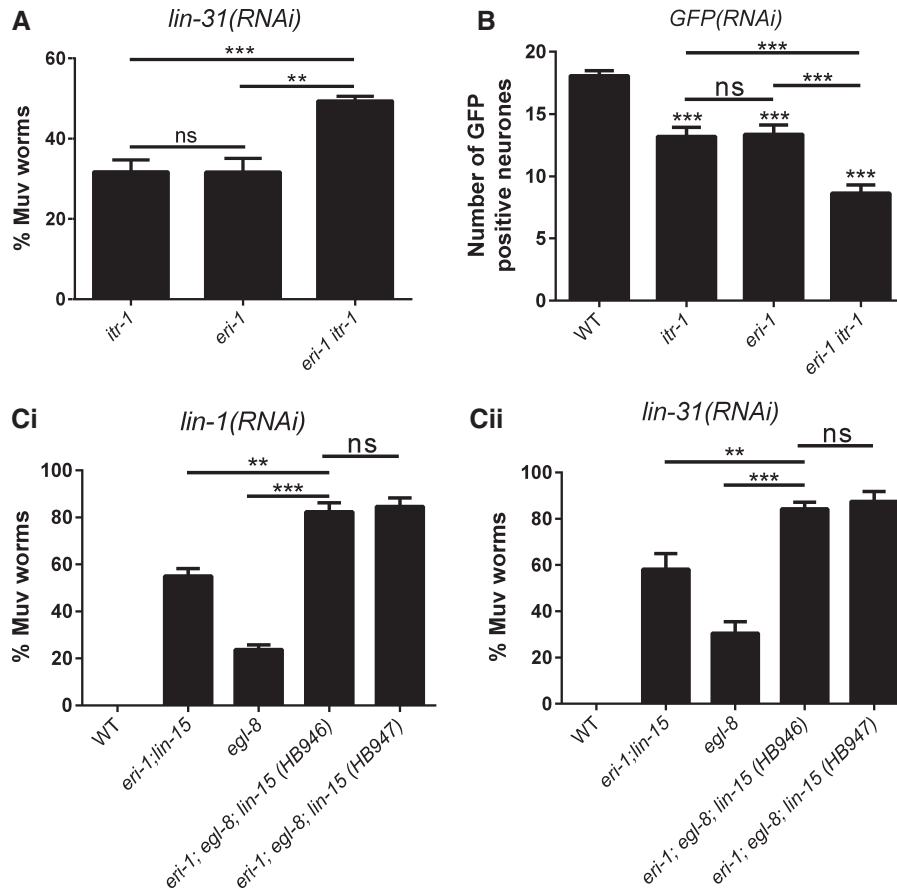 A
lin-31(RNAi)
% Muv worms
60
40
20
0
***
**
ns
itr-1
eri-1
eri-1 itr-1
B
GFP(RNAi)
Number of GFP
positive neurones
20
15
10
5
0
***
***
ns
***
***
***
WT
itr-1
eri-1
eri-1 itr-1
Ci
lin-1(RNAi)
% Muv worms
100
80
60
40
20
0
ns
**
***
WT
eri-1;lin-15
egl-8
eri-1; egl-8; lin-15 (HB946)
eri-1; egl-8; lin-15 (HB947)
Cii
lin-31(RNAi)
% Muv worms
100
80
60
40
20
0
ns
**
***
WT
eri-1;lin-15
egl-8
eri-1; egl-8; lin-15 (HB946)
eri-1; egl-8; lin-15 (HB947)